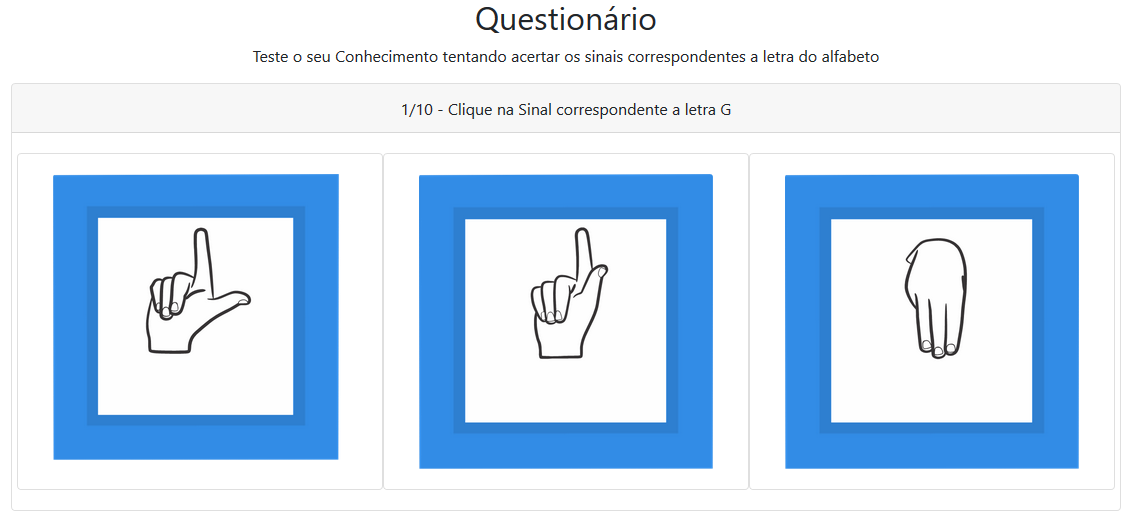 Questionário
Teste o seu Conhecimento tentando acertar os sinais correspondentes a letra do alfabeto
1/10 - Clique na Sinal correspondente a letra G